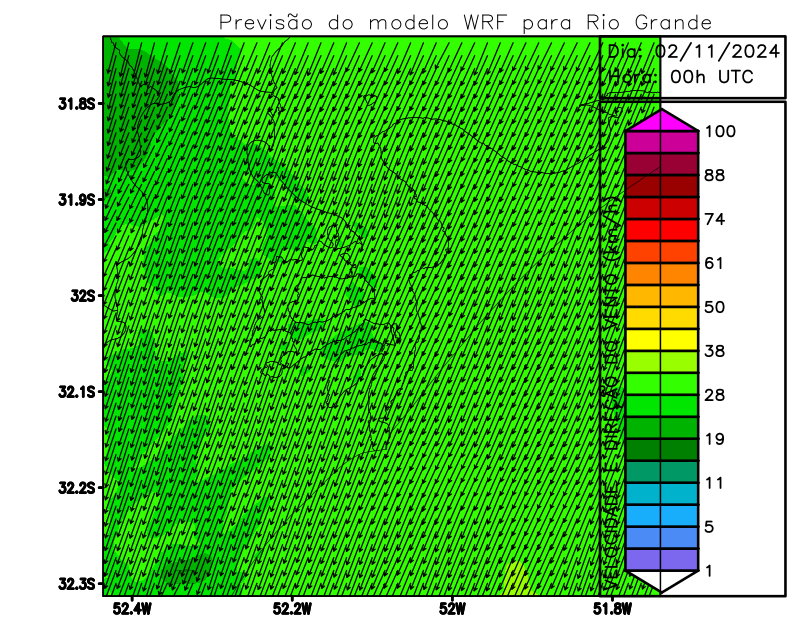 Previsão do modelo WRF para Rio Grande
Dia: 02/11/2024
Hora: 00h UTC
31.8S
31.9S
32S
32.1S
32.2S
32.3S
52.4W
52.2W
52W
51.8W
VELOCIDADE E DIREÇÃO DO VENTO (km/h)
100
88
74
61
50
38
28
19
11
5
1